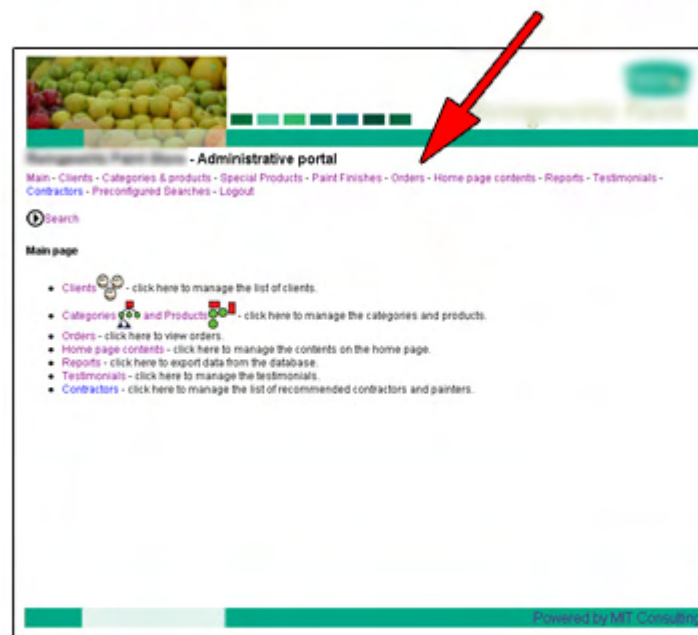 - Administrative portal
Main - Clients - Categories & products - Special Products - Paint Finishes - Orders - Home page contents - Reports - Testimonials -
Contractors - Preconfigured Searches - Logout
Search
Main page
Clients - click here to manage the list of clients.
Categories and Products - click here to manage the categories and products.
Orders - click here to view orders.
Home page contents - click here to manage the contents on the home page.
Reports - click here to export data from the database.
Testimonials - click here to manage the testimonials.
Contractors - click here to manage the list of recommended contractors and painters.
Powered by MIT Consulting